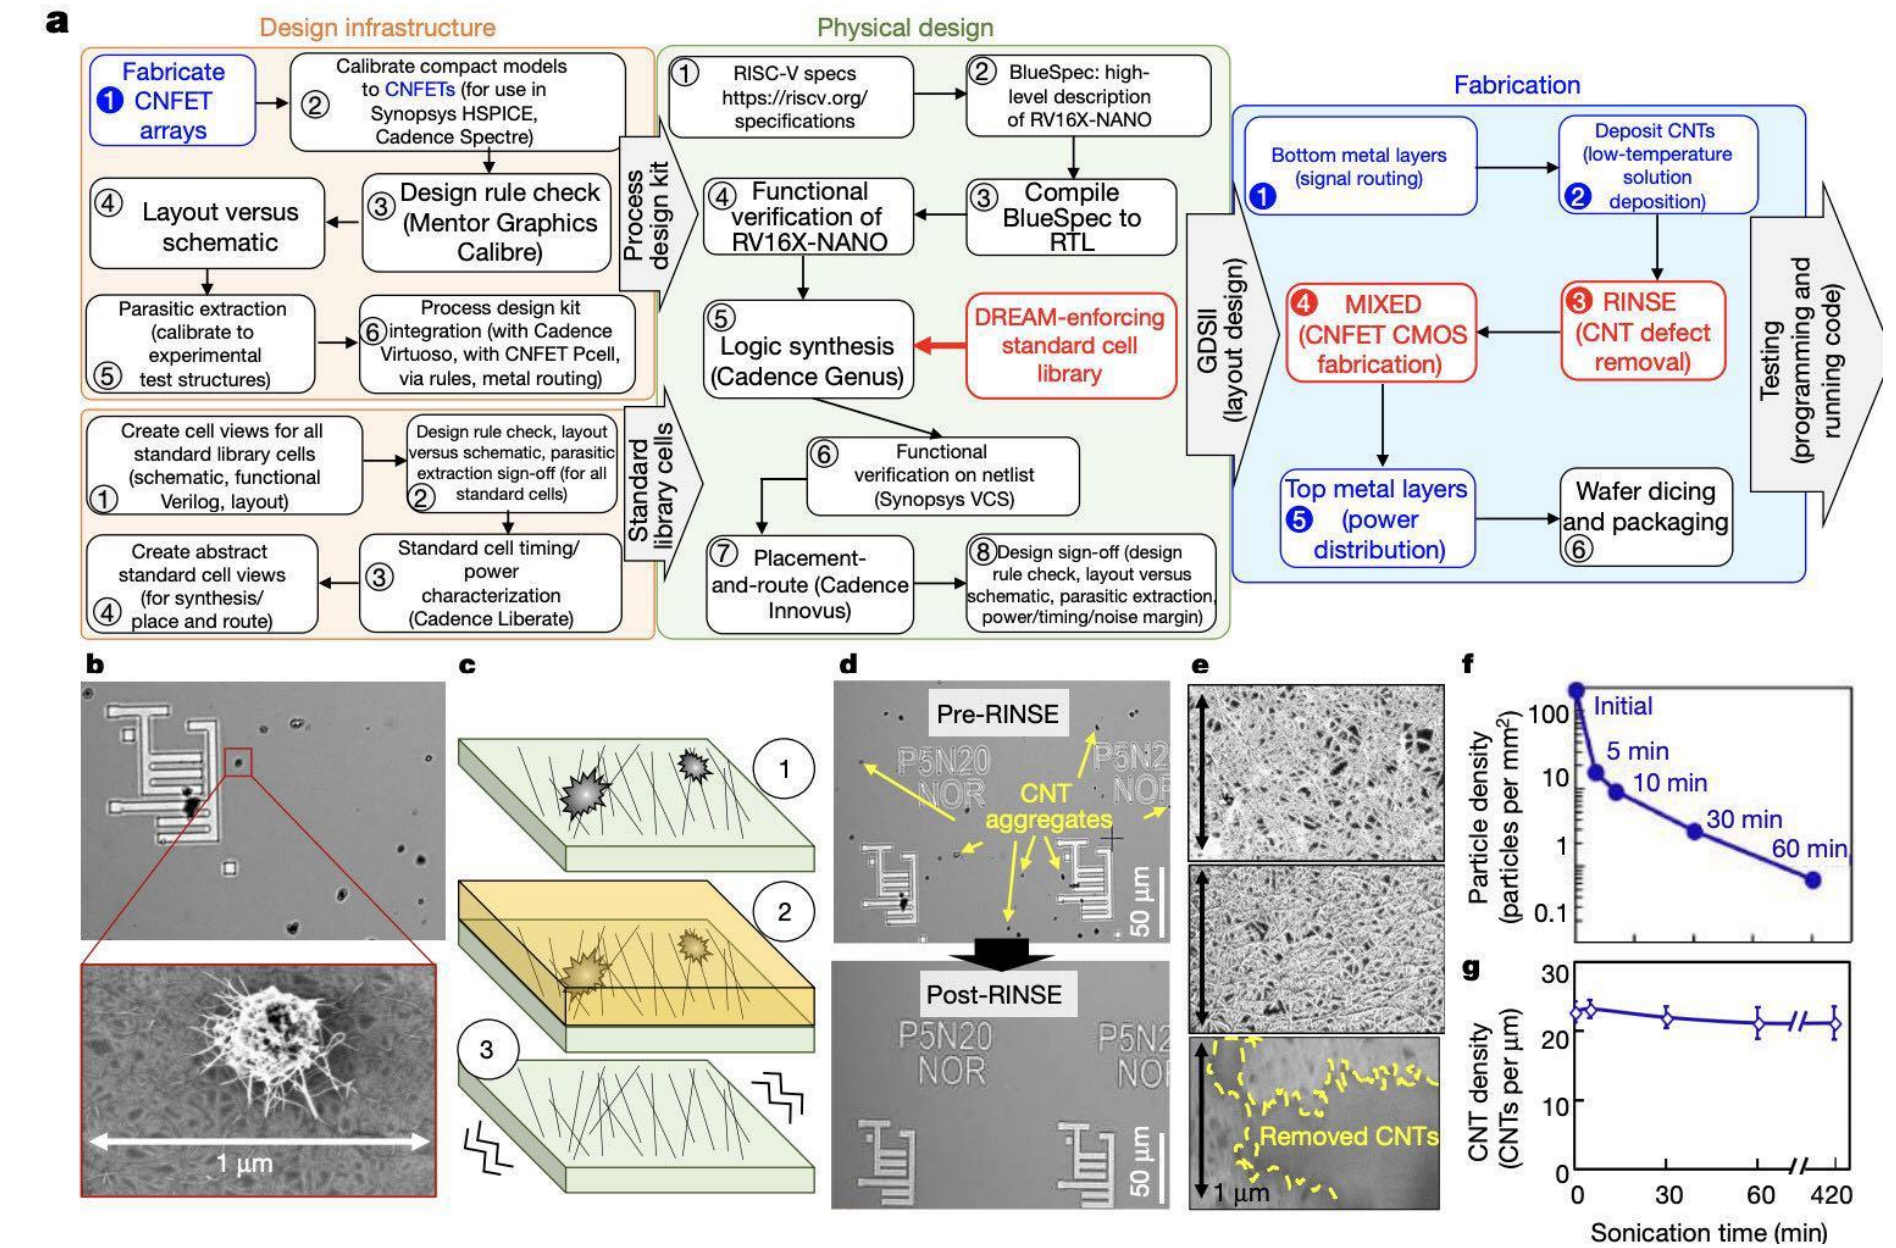 a
Design infrastructure
Fabricate
1 CNFET
arrays
Calibrate compact models
to CNFETs (for use in
2 Synopsys HSPICE,
Cadence Spectre)
3 Design rule check
(Mentor Graphics
Calibre)
4 Layout versus
schematic
Parasitic extraction
(calibrate to
experimental
5 test structures)
Process design kit
6 integration (with Cadence
Virtuoso, with CNFET Pcell,
via rules, metal routing)
Create cell views for all
standard library cells
(schematic, functional
1 Verilog, layout)
Design rule check, layout
versus schematic, parasitic
extraction sign-off (for all
2 standard cells)
Standard cell timing/
3 power
characterization
(Cadence Liberate)
Create abstract
standard cell views
(for synthesis/
4 place and route)
Process
design kit
Standard
library cells
Physical design
1 RISC-V specs
https://riscv.org/
specifications
2 BlueSpec: high-
level description
of RV16X-NANO
3 Compile
BlueSpec to
RTL
4 Functional
verification of
RV16X-NANO
5
Logic synthesis
(Cadence Genus)
DREAM-enforcing
standard cell
library
6 Functional
verification on netlist
(Synopsys VCS)
7 Placement-
and-route (Cadence
Innovus)
8 Design sign-off (design
rule check, layout versus
schematic, parasitic extraction,
power/timing/noise margin)
GDSII
(layout design)
Fabrication
Bottom metal layers
(signal routing)
1
Deposit CNTs
(low-temperature
solution
2 deposition)
3 RINSE
(CNT defect
removal)
4 MIXED
(CNFET CMOS
fabrication)
Top metal layers
5 (power
distribution)
Wafer dicing
and packaging
6
Testing
(programming and
running code)
b
1 μm
c
1
2
3
d
Pre-RINSE
P5N20
NOR
P5N2
NOR
CNT
aggregates
50 μm
Post-RINSE
P5N20
NOR
P5N2
NO
50 μm
e
Removed CNTs
1 μm
f
Particle density
(particles per mm2)
100
10
1
0.1
Initial
5 min
10 min
30 min
60 min
g
CNT density
(CNTs per μm)
30
20
10
0
0 30 60 420
Sonication time (min)